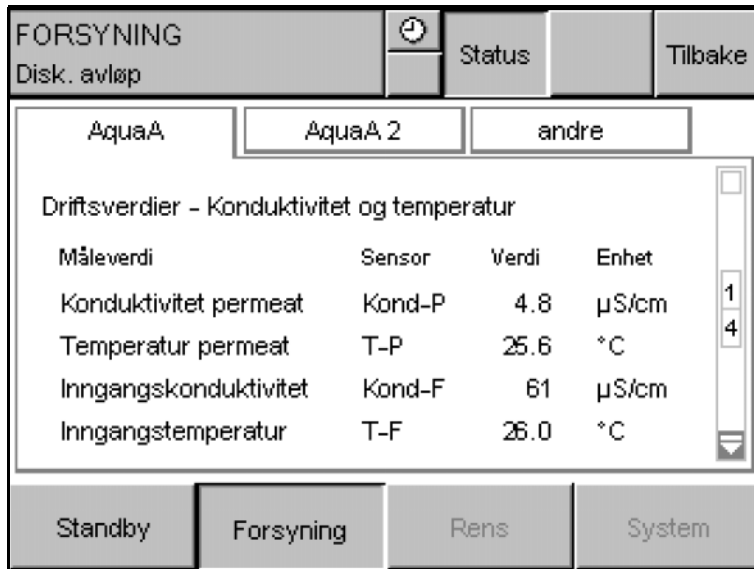 FORSYNING
Disk. avløp
Status
Tilbake
AquaA
AquaA 2
andre
Driftsverdier - Konduktivitet og temperatur
Måleverdi Sensor Verdi Enhet
Konduktivitet permeat Kond-P 4.8 µS/cm
Temperatur permeat T-P 25.6 °C
Inngangskonduktivitet Kond-F 61 µS/cm
Inngangstemperatur T-F 26.0 °C
1
4
Standby
Forsyning
Rens
System